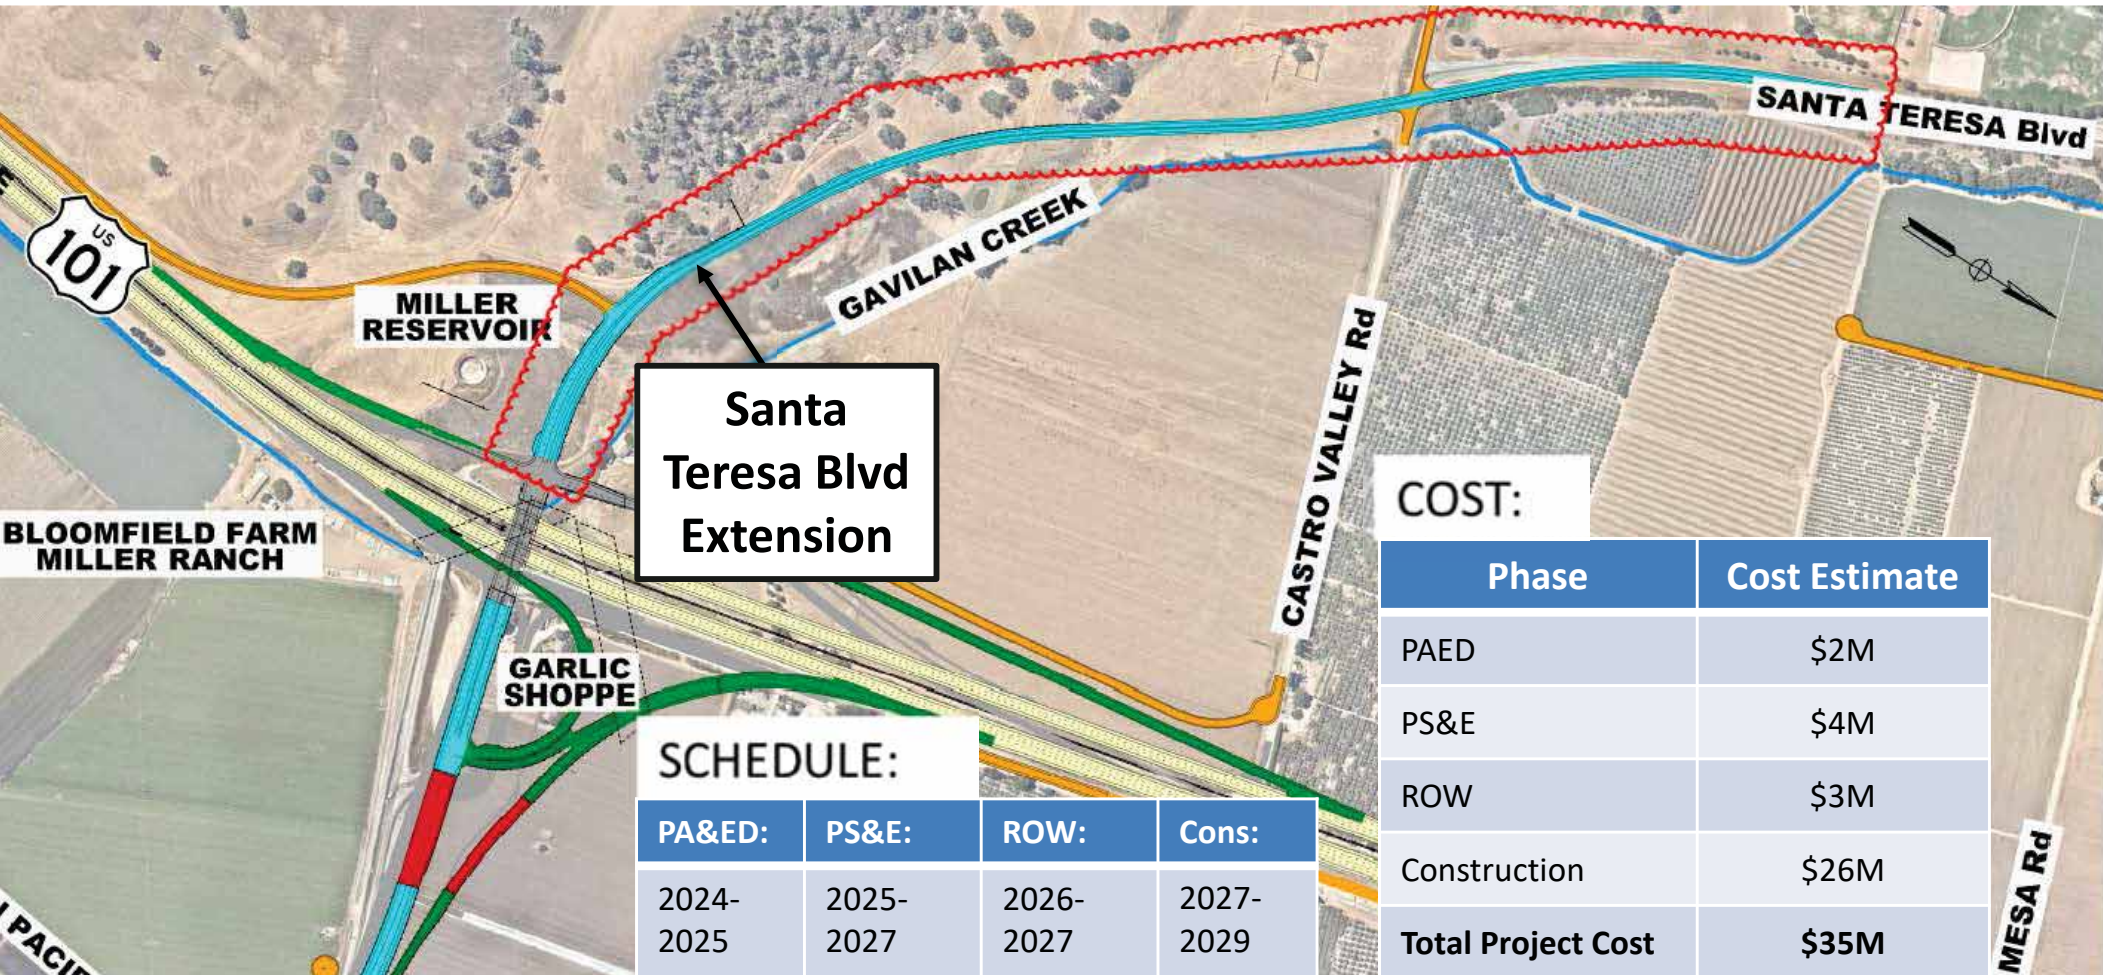 SANTA TERESA Blvd
US
101
MILLER
RESERVOIR
GAVILAN CREEK
Santa
Teresa Blvd
Extension
CASTRO VALLEY Rd
BLOOMFIELD FARM
MILLER RANCH
GARLIC
SHOPPE
MESA Rd
SCHEDULE:
PA&ED: PS&E: ROW: Cons:
2024- 2025- 2026- 2027-
2025 2027 2027 2029
COST:
Phase Cost Estimate
PAED $2M
PS&E $4M
ROW $3M
Construction $26M
Total Project Cost $35M